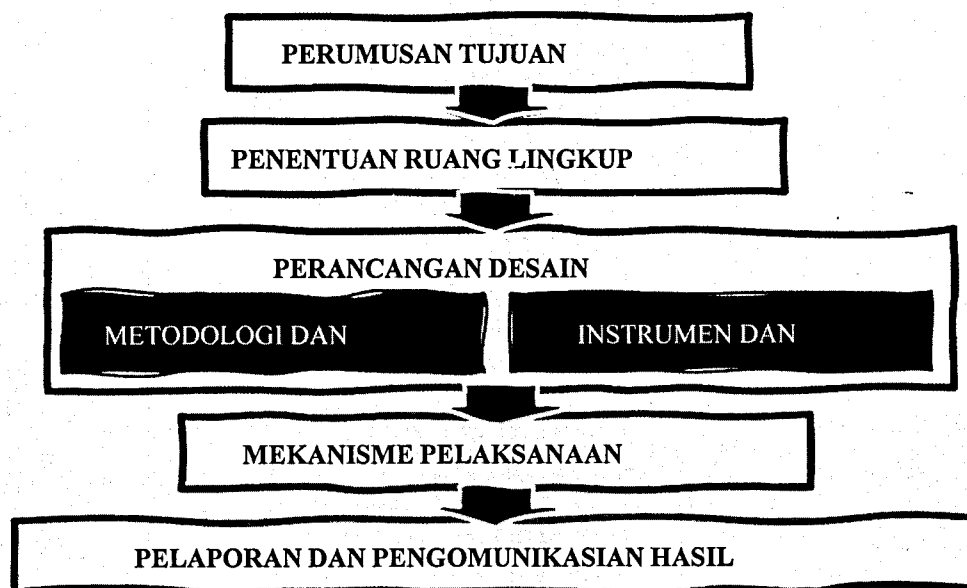 PERUMUSAN TUJUAN
PENENTUAN RUANG LINGKUP
PERANCANGAN DESAIN
METODOLOGI DAN
INSTRUMEN DAN
MEKANISME PELAKSANAAN
PELAPORAN DAN PENGOMUNIKASIAN HASIL